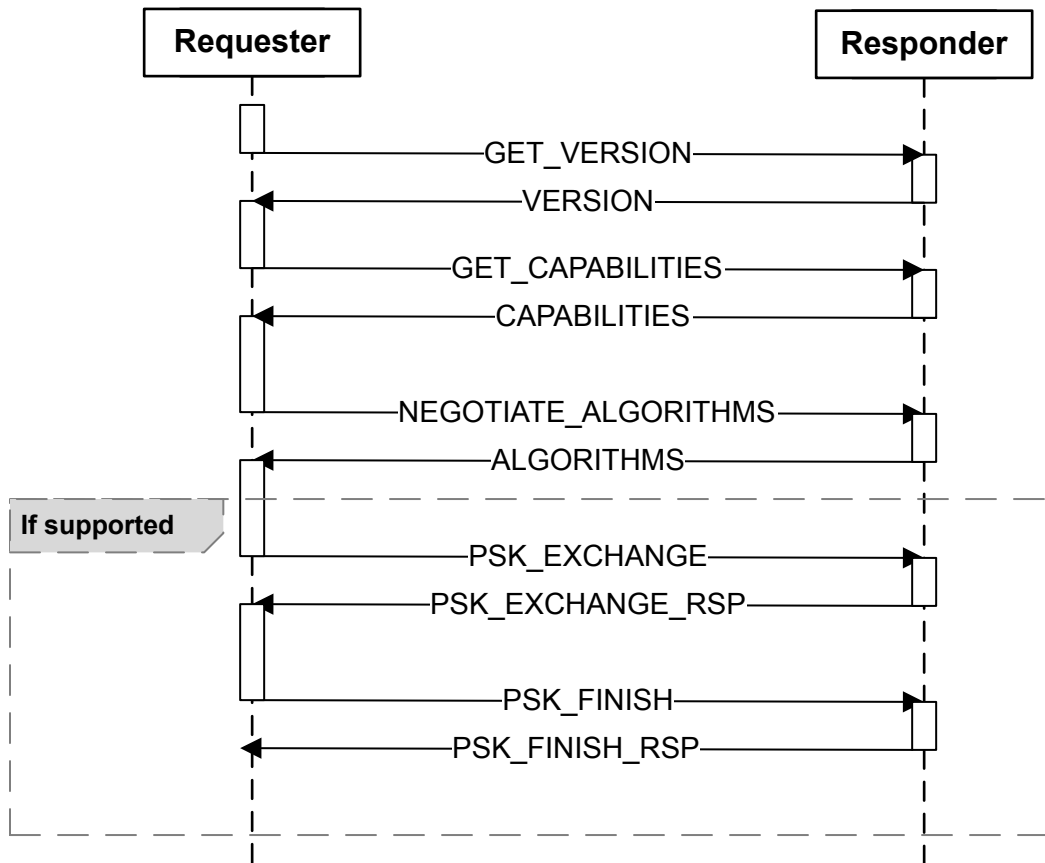 Requester
Responder
GET_VERSION
VERSION
GET_CAPABILITIES
CAPABILITIES
NEGOTIATE_ALGORITHMS
ALGORITHMS
If supported
PSK_EXCHANGE
PSK_EXCHANGE_RSP
PSK_FINISH
PSK_FINISH_RSP